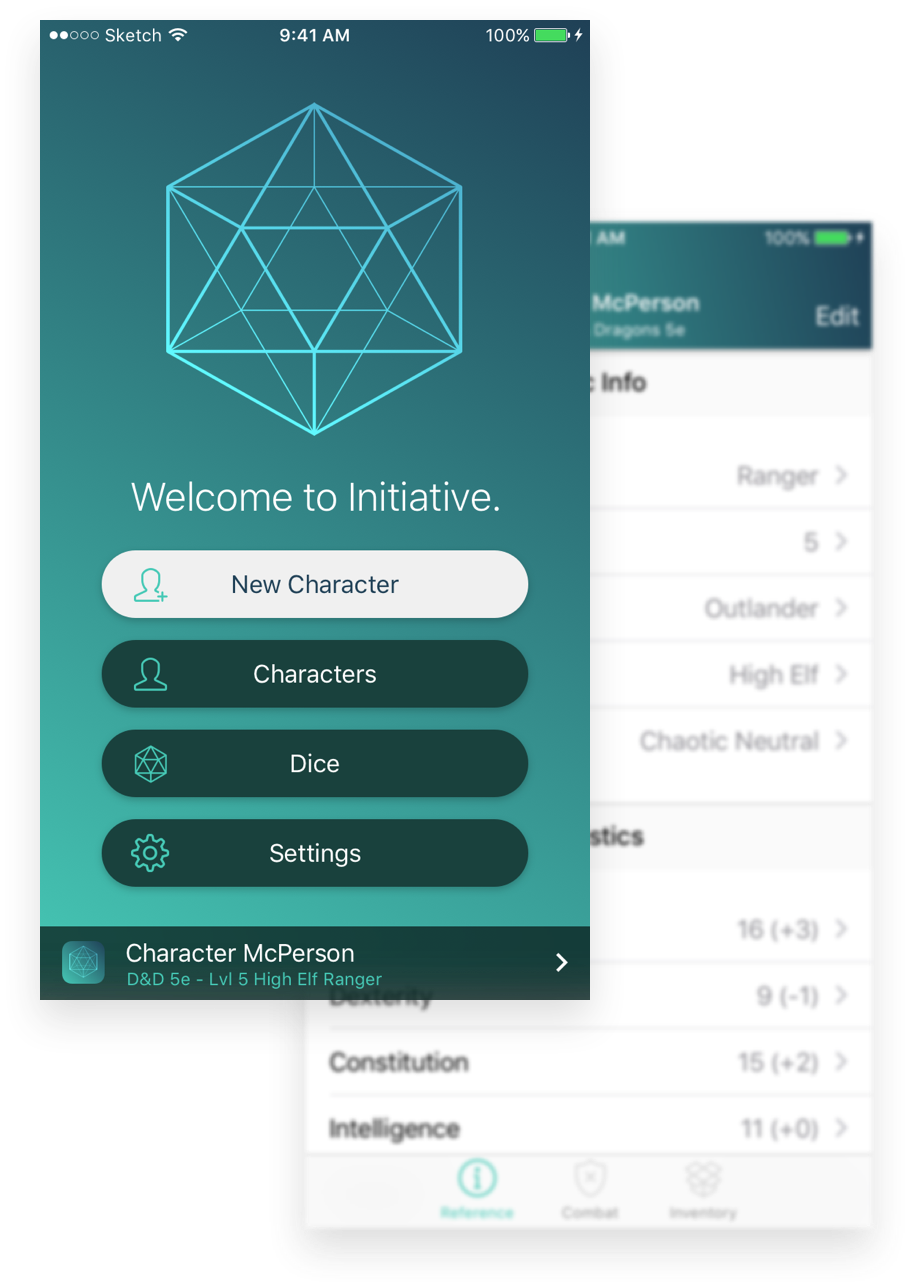 Sketch 9:41 AM 100%
Welcome to Initiative.
New Character
Characters
Dice
Settings
Character McPerson
D&D 5e - Lvl 5 High Elf Ranger
AM 100%
McPerson
Dragons 5e
Edit
Info
Ranger
5
Outlander
High Elf
Chaotic Neutral
stics
16 (+3)
Dexterity 9 (-1)
Constitution 15 (+2)
Intelligence 11 (+0)
Reference Combat Inventory